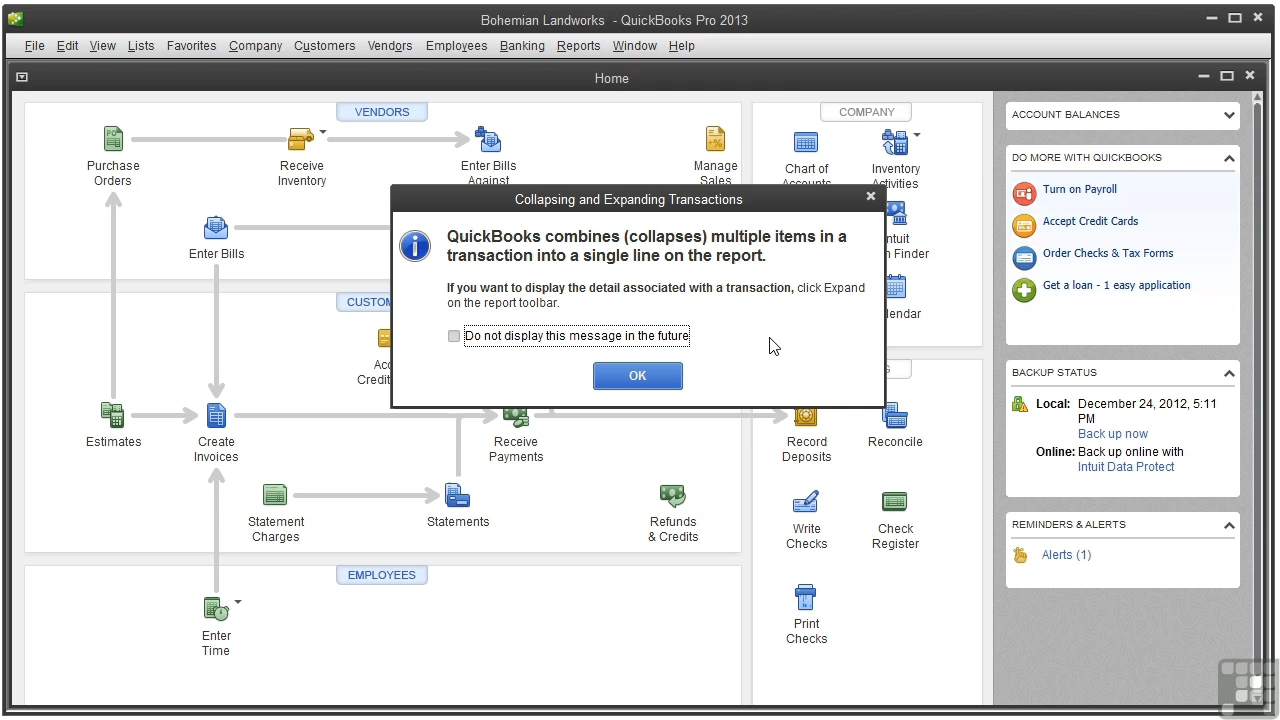 Bohemian Landworks - QuickBooks Pro 2013
File Edit View Lists Favorites Company Customers Vendors Employees Banking Reports Window Help
Home
VENDORS
Purchase
Orders
Receive
Inventory
Enter Bills
Against
Manage
Sales
Enter Bills
COMPANY
Chart of
Accounts
Inventory
Activities
Collapsing and Expanding Transactions
QuickBooks combines (collapses) multiple items in a
transaction into a single line on the report.
If you want to display the detail associated with a transaction, click Expand
on the report toolbar.
Do not display this message in the future
OK
ntuit
n Finder
lendar
CUSTOM
Acc
Credit
G
Estimates
Create
Invoices
Receive
Payments
Record
Deposits
Reconcile
Statement
Charges
Statements
Refunds
& Credits
Write
Checks
Check
Register
EMPLOYEES
Enter
Time
Print
Checks
ACCOUNT BALANCES
DO MORE WITH QUICKBOOKS
Turn on Payroll
Accept Credit Cards
Order Checks & Tax Forms
Get a loan - 1 easy application
BACKUP STATUS
Local: December 24, 2012, 5:11
PM
Back up now
Online: Back up online with
Intuit Data Protect
REMINDERS & ALERTS
Alerts (1)